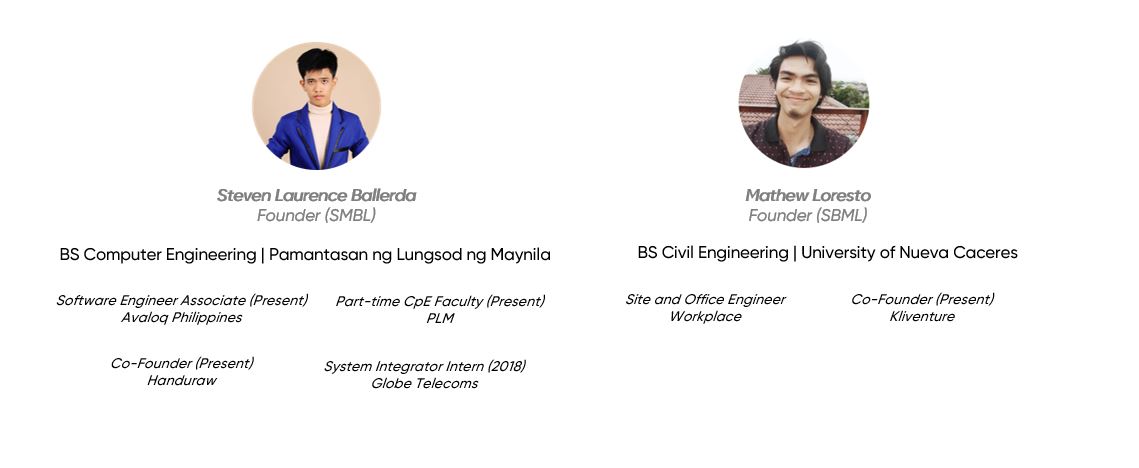 Steven Laurence Ballerda
Founder (SMBL)
BS Computer Engineering | Pamantasan ng Lungsod ng Maynila
Software Engineer Associate (Present)
Avaloq Philippines
Part-time CpE Faculty (Present)
PLM
Co-Founder (Present)
Handuraw
System Integrator Intern (2018)
Globe Telecoms
Mathew Loresto
Founder (SBML)
BS Civil Engineering | University of Nueva Caceres
Site and Office Engineer
Workplace
Co-Founder (Present)
Kliventure